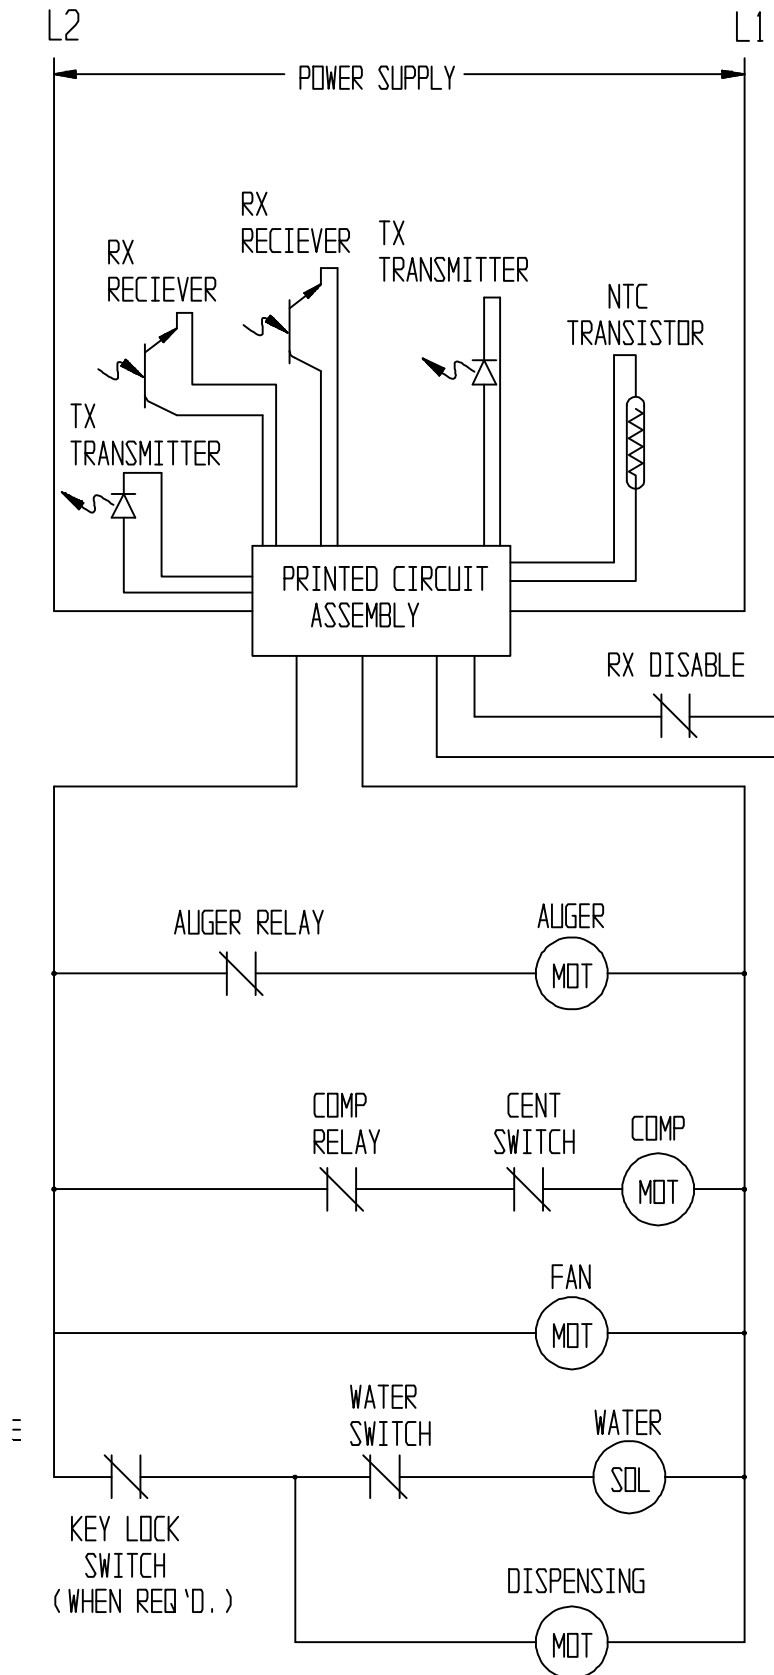 L2
L1
POWER SUPPLY
RX
RECIEVER
TX
TRANSMITTER
RX
RECIEVER
NTC
TRANSISTOR
TX
TRANSMITTER
PRINTED CIRCUIT
ASSEMBLY
RX DISABLE
AUGER RELAY
AUGER
MOT
COMP
RELAY
CENT
SWITCH
COMP
MOT
FAN
MOT
WATER
SWITCH
WATER
SOL
KEY LOCK
SWITCH
(WHEN REQ'D.)
DISPENSING
MOT